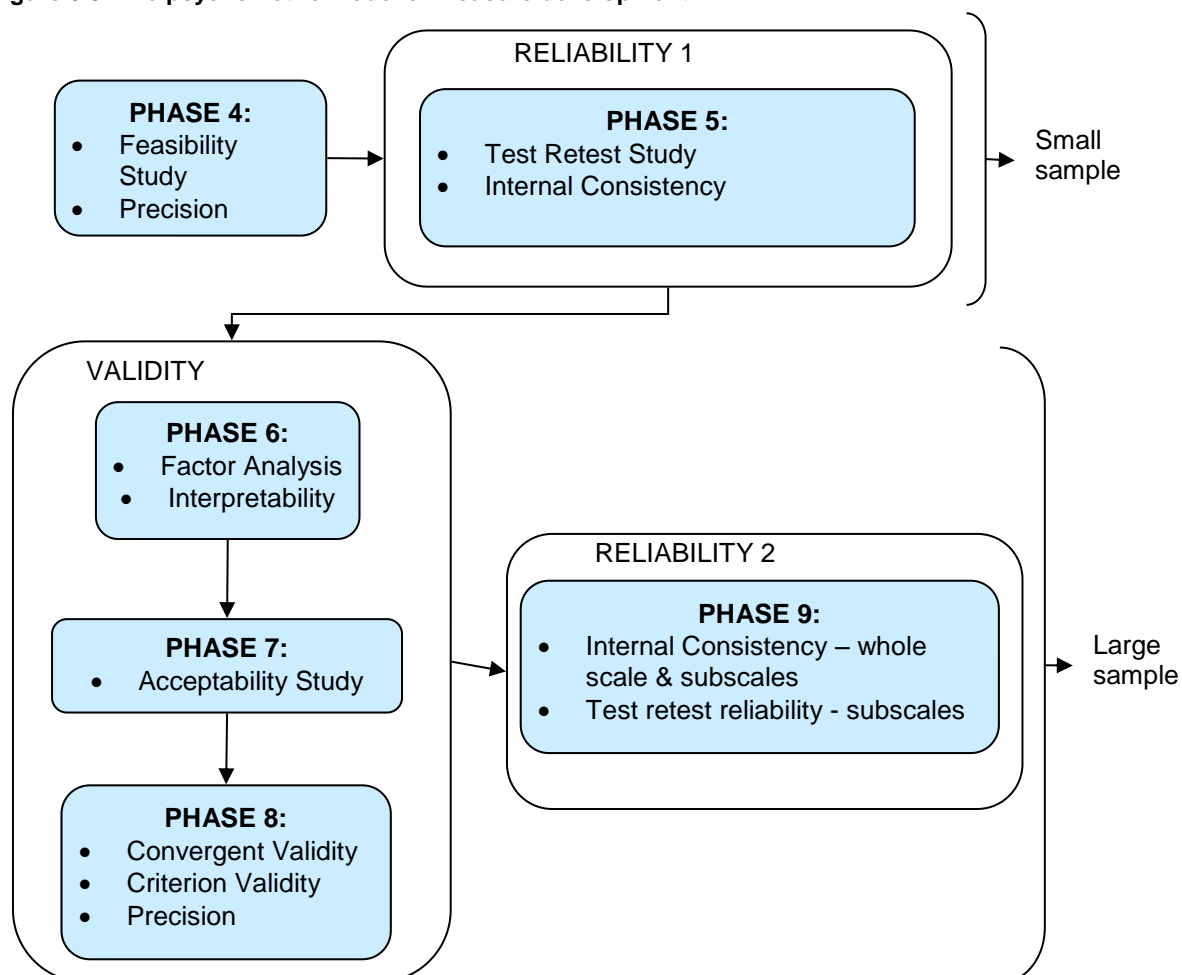 RELIABILITY 1
PHASE 4:
• Feasibility
Study
• Precision
PHASE 5:
• Test Retest Study
• Internal Consistency
Small
sample
VALIDITY
PHASE 6:
• Factor Analysis
• Interpretability
PHASE 7:
• Acceptability Study
PHASE 8:
• Convergent Validity
• Criterion Validity
• Precision
RELIABILITY 2
PHASE 9:
• Internal Consistency – whole
scale & subscales
• Test retest reliability - subscales
Large
sample